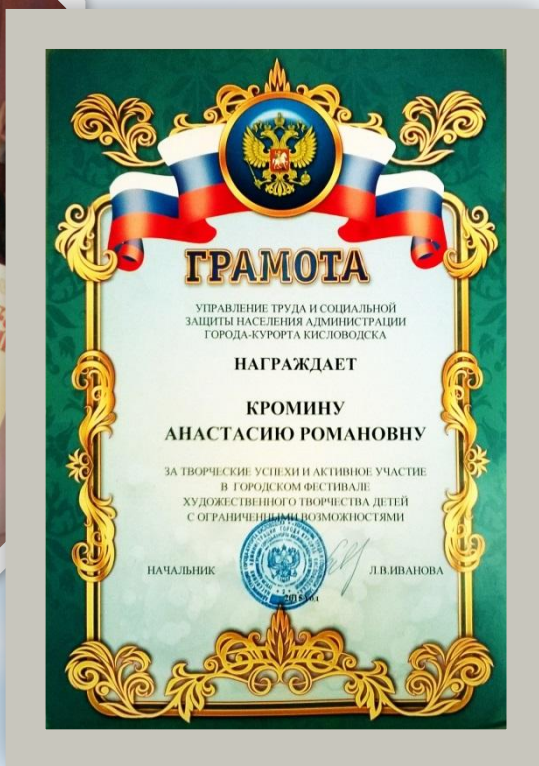 ГРАМОТА
УПРАВЛЕНИЕ ТРУДА И СОЦИАЛЬНОЙ
ЗАЩИТЫ НАСЕЛЕНИЯ АДМИНИСТРАЦИИ
ГОРОДА-КУРОРТА КИСЛОВОДСКА
НАГРАЖДАЕТ
КРОМИНУ
АНАСТАСИЮ РОМАНОВНУ
ЗА ТВОРЧЕСКИЕ УСПЕХИ И АКТИВНОЕ УЧАСТИЕ
В ГОРОДСКОМ ФЕСТИВАЛЕ
ХУДОЖЕСТВЕННОГО ТВОРЧЕСТВА ДЕТЕЙ
С ОГРАНИЧЕННЫМИ ВОЗМОЖНОСТЯМИ
НАЧАЛЬНИК Л.В.ИВАНОВА